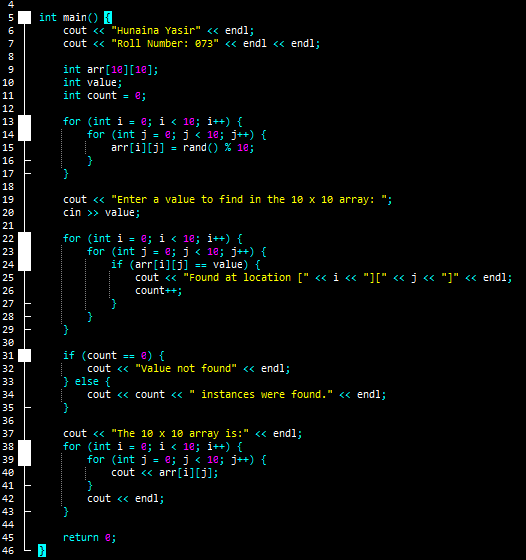 4
5 int main() {
6 cout << "Hunaina Yasir" << endl;
7 cout << "Roll Number: 073" << endl << endl;
8
9 int arr[10][10];
10 int value;
11 int count = 0;
12
13 for (int i = 0; i < 10; i++) {
14 for (int j = 0; j < 10; j++) {
15 arr[i][j] = rand() % 10;
16 }
17 }
18
19 cout << "Enter a value to find in the 10 x 10 array: ";
20 cin >> value;
21
22 for (int i = 0; i < 10; i++) {
23 for (int j = 0; j < 10; j++) {
24 if (arr[i][j] == value) {
25 cout << "Found at location [" << i << "][" << j << "]" << endl;
26 count++;
27 }
28 }
29 }
30
31 if (count == 0) {
32 cout << "Value not found" << endl;
33 } else {
34 cout << count << " instances were found." << endl;
35 }
36
37 cout << "The 10 x 10 array is:" << endl;
38 for (int i = 0; i < 10; i++) {
39 for (int j = 0; j < 10; j++) {
40 cout << arr[i][j];
41 }
42 cout << endl;
43 }
44
45 return 0;
46 }